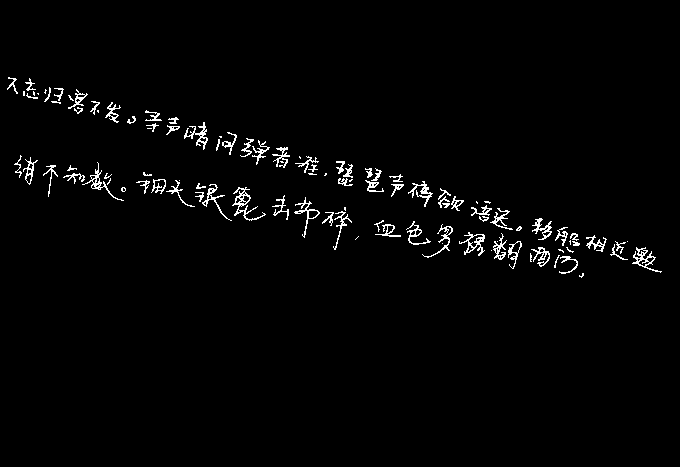 人忘归客不发。寻声暗问弹者谁,琵琶声停欲语迟。移船相近邀
绡不知数。钿头银篦击节碎,血色罗裙翻酒污。